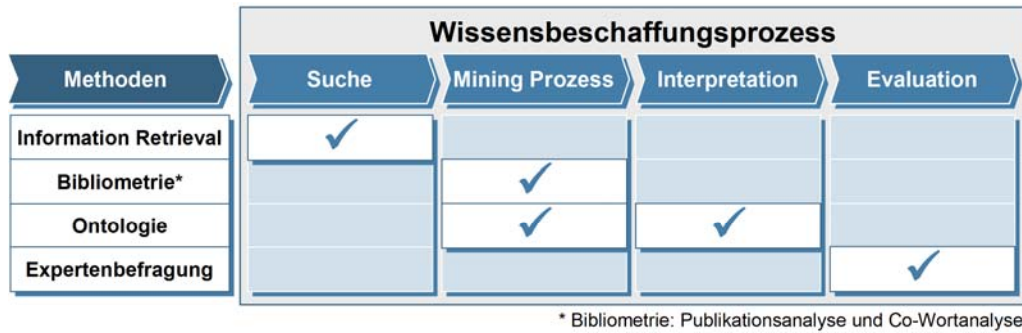 Wissensbeschaffungsprozess
Methoden Suche Mining Prozess Interpretation Evaluation
Information Retrieval
Bibliometrie*
Ontologie
Expertenbefragung
* Bibliometrie: Publikationsanalyse und Co-Wortanalyse